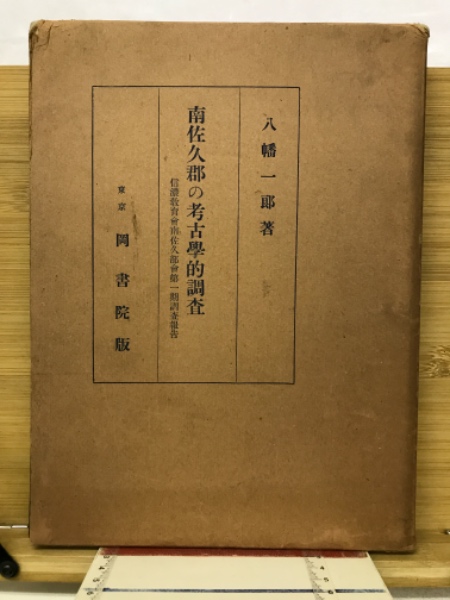 八幡一郎著
南佐久郡の考古學的調査
信濃敎育會南佐久部會第一期調査報告
東京 岡書院版